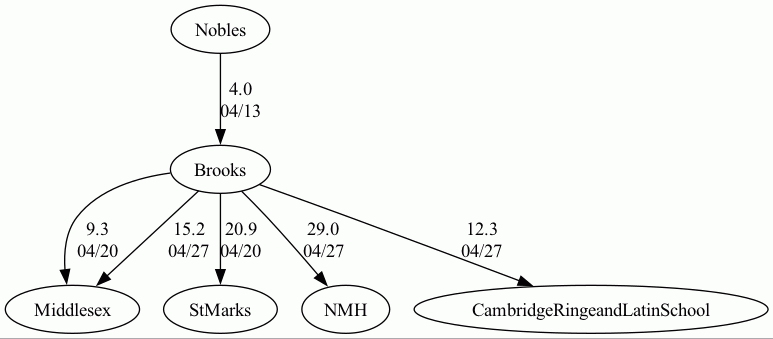 Nobles
4.0
04/13
Brooks
9.3
04/20
15.2
04/27
20.9
04/20
29.0
04/27
12.3
04/27
Middlesex
StMarks
NMH
CambridgeRingeandLatinSchool